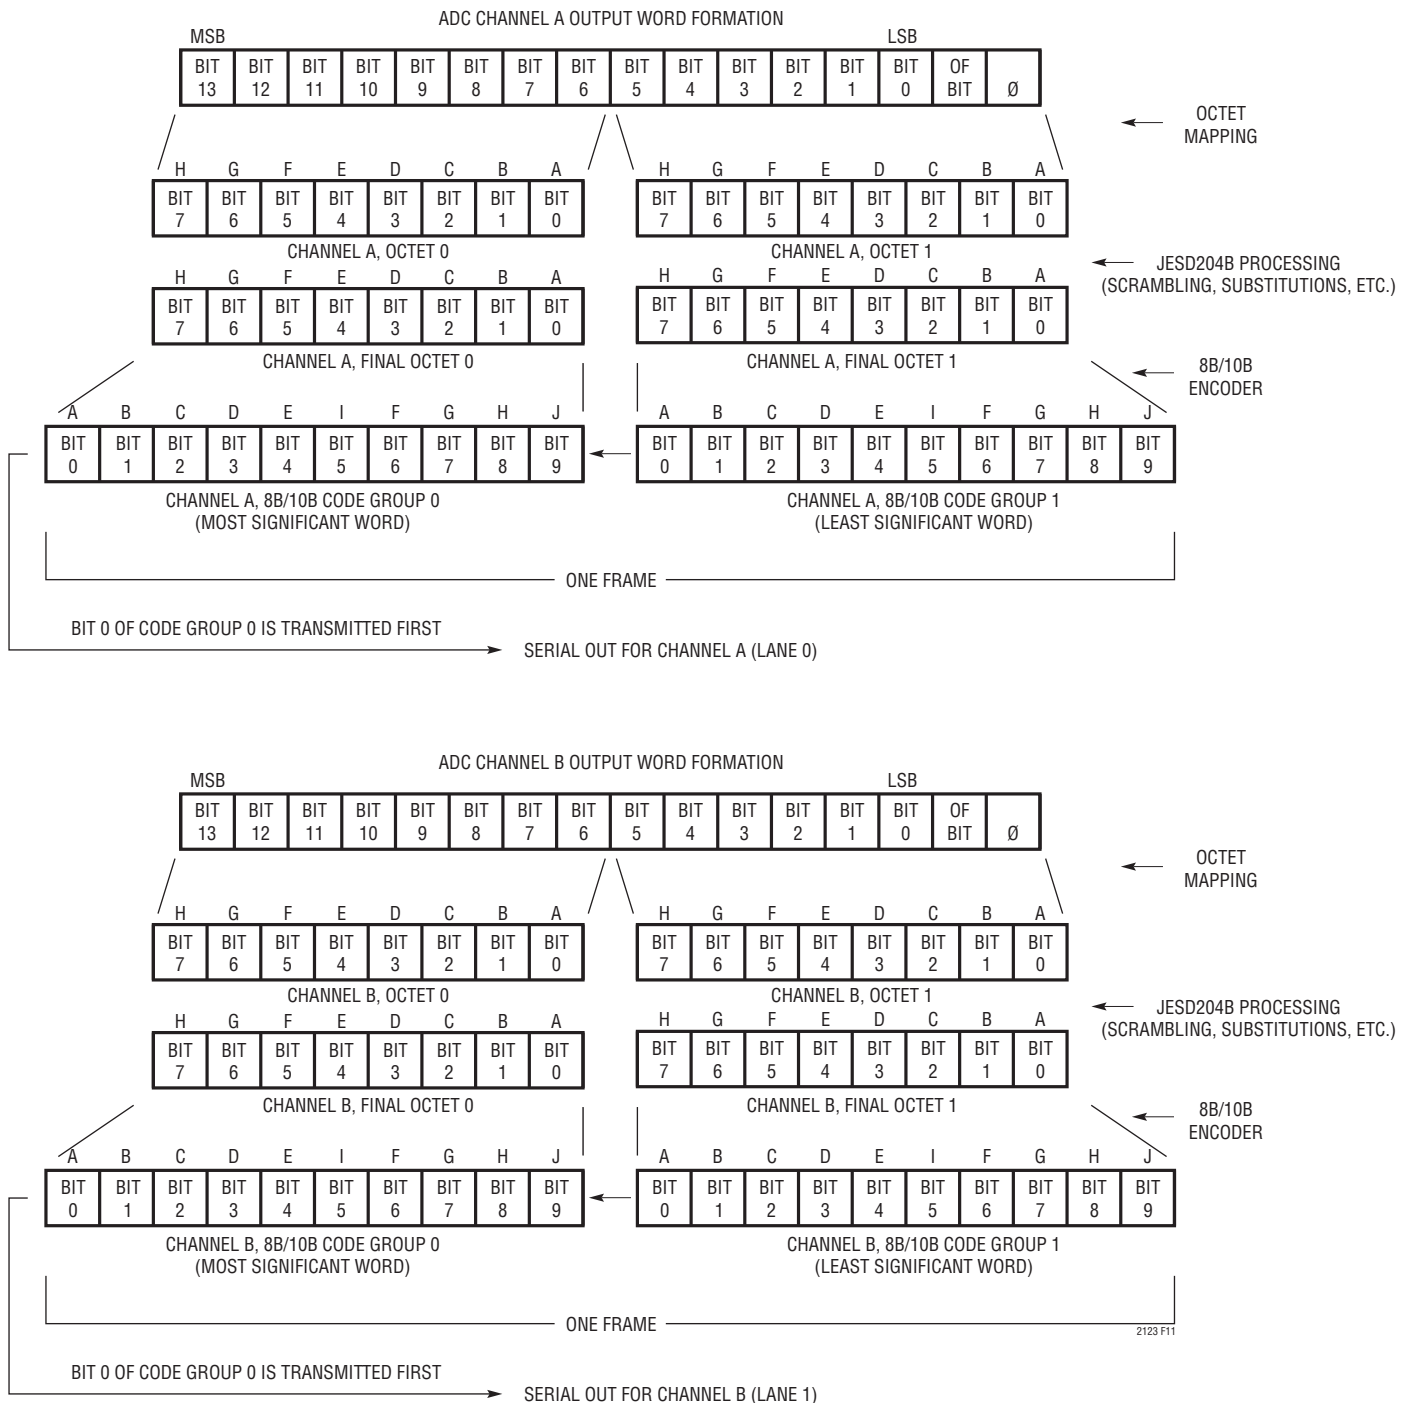 ADC CHANNEL A OUTPUT WORD FORMATION
MSB LSB
BIT 13 BIT 12 BIT 11 BIT 10 BIT 9 BIT 8 BIT 7 BIT 6 BIT 5 BIT 4 BIT 3 BIT 2 BIT 1 BIT 0 OF BIT Ø
OCTET
MAPPING
H G F E D C B A H G F E D C B A
BIT 7 BIT 6 BIT 5 BIT 4 BIT 3 BIT 2 BIT 1 BIT 0 BIT 7 BIT 6 BIT 5 BIT 4 BIT 3 BIT 2 BIT 1 BIT 0
CHANNEL A, OCTET 0 CHANNEL A, OCTET 1
JESD204B PROCESSING
(SCRAMBLING, SUBSTITUTIONS, ETC.)
H G F E D C B A H G F E D C B A
BIT 7 BIT 6 BIT 5 BIT 4 BIT 3 BIT 2 BIT 1 BIT 0 BIT 7 BIT 6 BIT 5 BIT 4 BIT 3 BIT 2 BIT 1 BIT 0
CHANNEL A, FINAL OCTET 0 CHANNEL A, FINAL OCTET 1
8B/10B
ENCODER
A B C D E I F G H J A B C D E I F G H J
BIT 0 BIT 1 BIT 2 BIT 3 BIT 4 BIT 5 BIT 6 BIT 7 BIT 8 BIT 9 BIT 0 BIT 1 BIT 2 BIT 3 BIT 4 BIT 5 BIT 6 BIT 7 BIT 8 BIT 9
CHANNEL A, 8B/10B CODE GROUP 0 CHANNEL A, 8B/10B CODE GROUP 1
(MOST SIGNIFICANT WORD) (LEAST SIGNIFICANT WORD)
ONE FRAME
BIT 0 OF CODE GROUP 0 IS TRANSMITTED FIRST
SERIAL OUT FOR CHANNEL A (LANE 0)
ADC CHANNEL B OUTPUT WORD FORMATION
MSB LSB
BIT 13 BIT 12 BIT 11 BIT 10 BIT 9 BIT 8 BIT 7 BIT 6 BIT 5 BIT 4 BIT 3 BIT 2 BIT 1 BIT 0 OF BIT Ø
OCTET
MAPPING
H G F E D C B A H G F E D C B A
BIT 7 BIT 6 BIT 5 BIT 4 BIT 3 BIT 2 BIT 1 BIT 0 BIT 7 BIT 6 BIT 5 BIT 4 BIT 3 BIT 2 BIT 1 BIT 0
CHANNEL B, OCTET 0 CHANNEL B, OCTET 1
JESD204B PROCESSING
(SCRAMBLING, SUBSTITUTIONS, ETC.)
H G F E D C B A H G F E D C B A
BIT 7 BIT 6 BIT 5 BIT 4 BIT 3 BIT 2 BIT 1 BIT 0 BIT 7 BIT 6 BIT 5 BIT 4 BIT 3 BIT 2 BIT 1 BIT 0
CHANNEL B, FINAL OCTET 0 CHANNEL B, FINAL OCTET 1
8B/10B
ENCODER
A B C D E I F G H J A B C D E I F G H J
BIT 0 BIT 1 BIT 2 BIT 3 BIT 4 BIT 5 BIT 6 BIT 7 BIT 8 BIT 9 BIT 0 BIT 1 BIT 2 BIT 3 BIT 4 BIT 5 BIT 6 BIT 7 BIT 8 BIT 9
CHANNEL B, 8B/10B CODE GROUP 0 CHANNEL B, 8B/10B CODE GROUP 1
(MOST SIGNIFICANT WORD) (LEAST SIGNIFICANT WORD)
ONE FRAME
2123 F11
BIT 0 OF CODE GROUP 0 IS TRANSMITTED FIRST
SERIAL OUT FOR CHANNEL B (LANE 1)